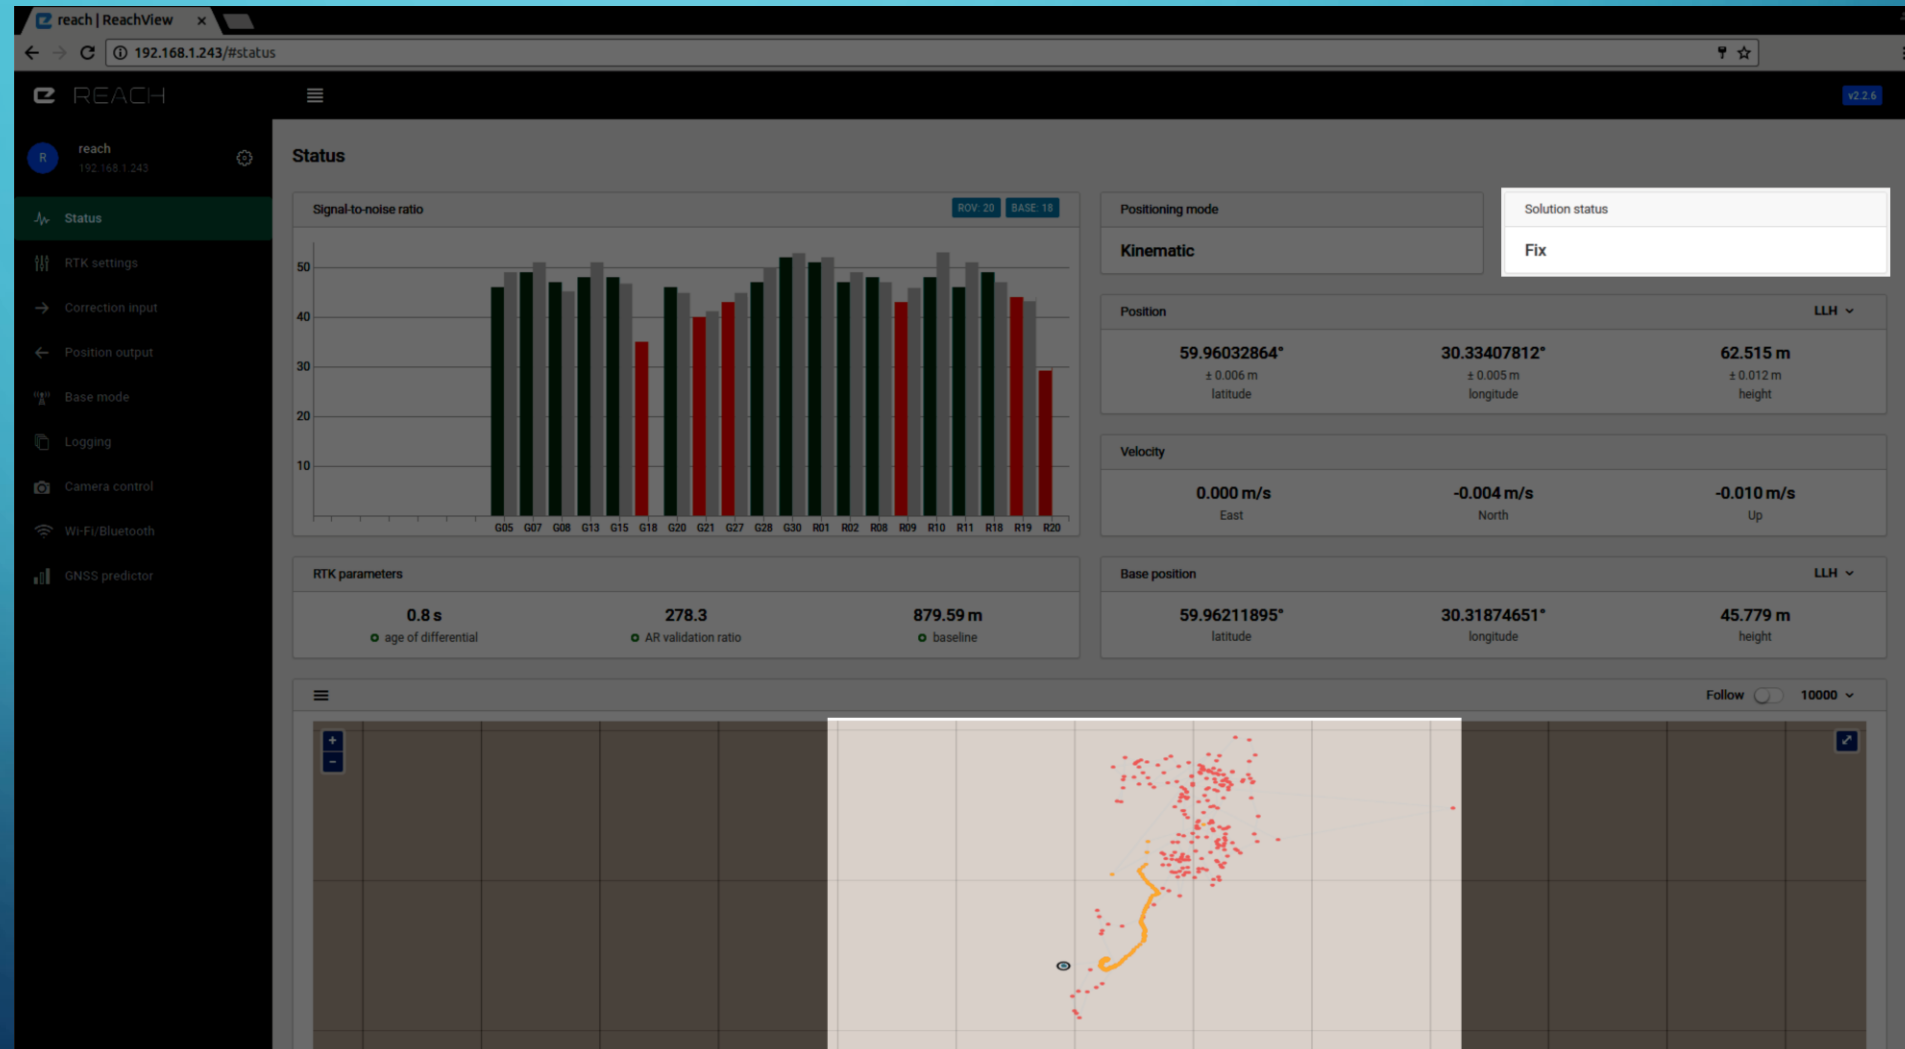 reach | ReachView
192.168.1.243/#status
REACH
v2.2.6
R
reach
192.168.1.243
Status
RTK settings
Correction input
Position output
Base mode
Logging
Camera control
Wi-Fi/Bluetooth
GNSS predictor
Status
Signal-to-noise ratio
ROV: 20 BASE: 18
50
40
30
20
10
G05 G07 G08 G13 G15 G18 G20 G21 G27 G28 G30 R01 R02 R08 R09 R10 R11 R18 R19 R20
Positioning mode
Kinematic
Solution status
Fix
Position
LLH
59.96032864° 30.33407812° 62.515 m
± 0.006 m ± 0.005 m ± 0.012 m
latitude longitude height
Velocity
0.000 m/s -0.004 m/s -0.010 m/s
East North Up
RTK parameters
0.8 s 278.3 879.59 m
age of differential AR validation ratio baseline
Base position
LLH
59.96211895° 30.31874651° 45.779 m
latitude longitude height
Follow 10000
+
-